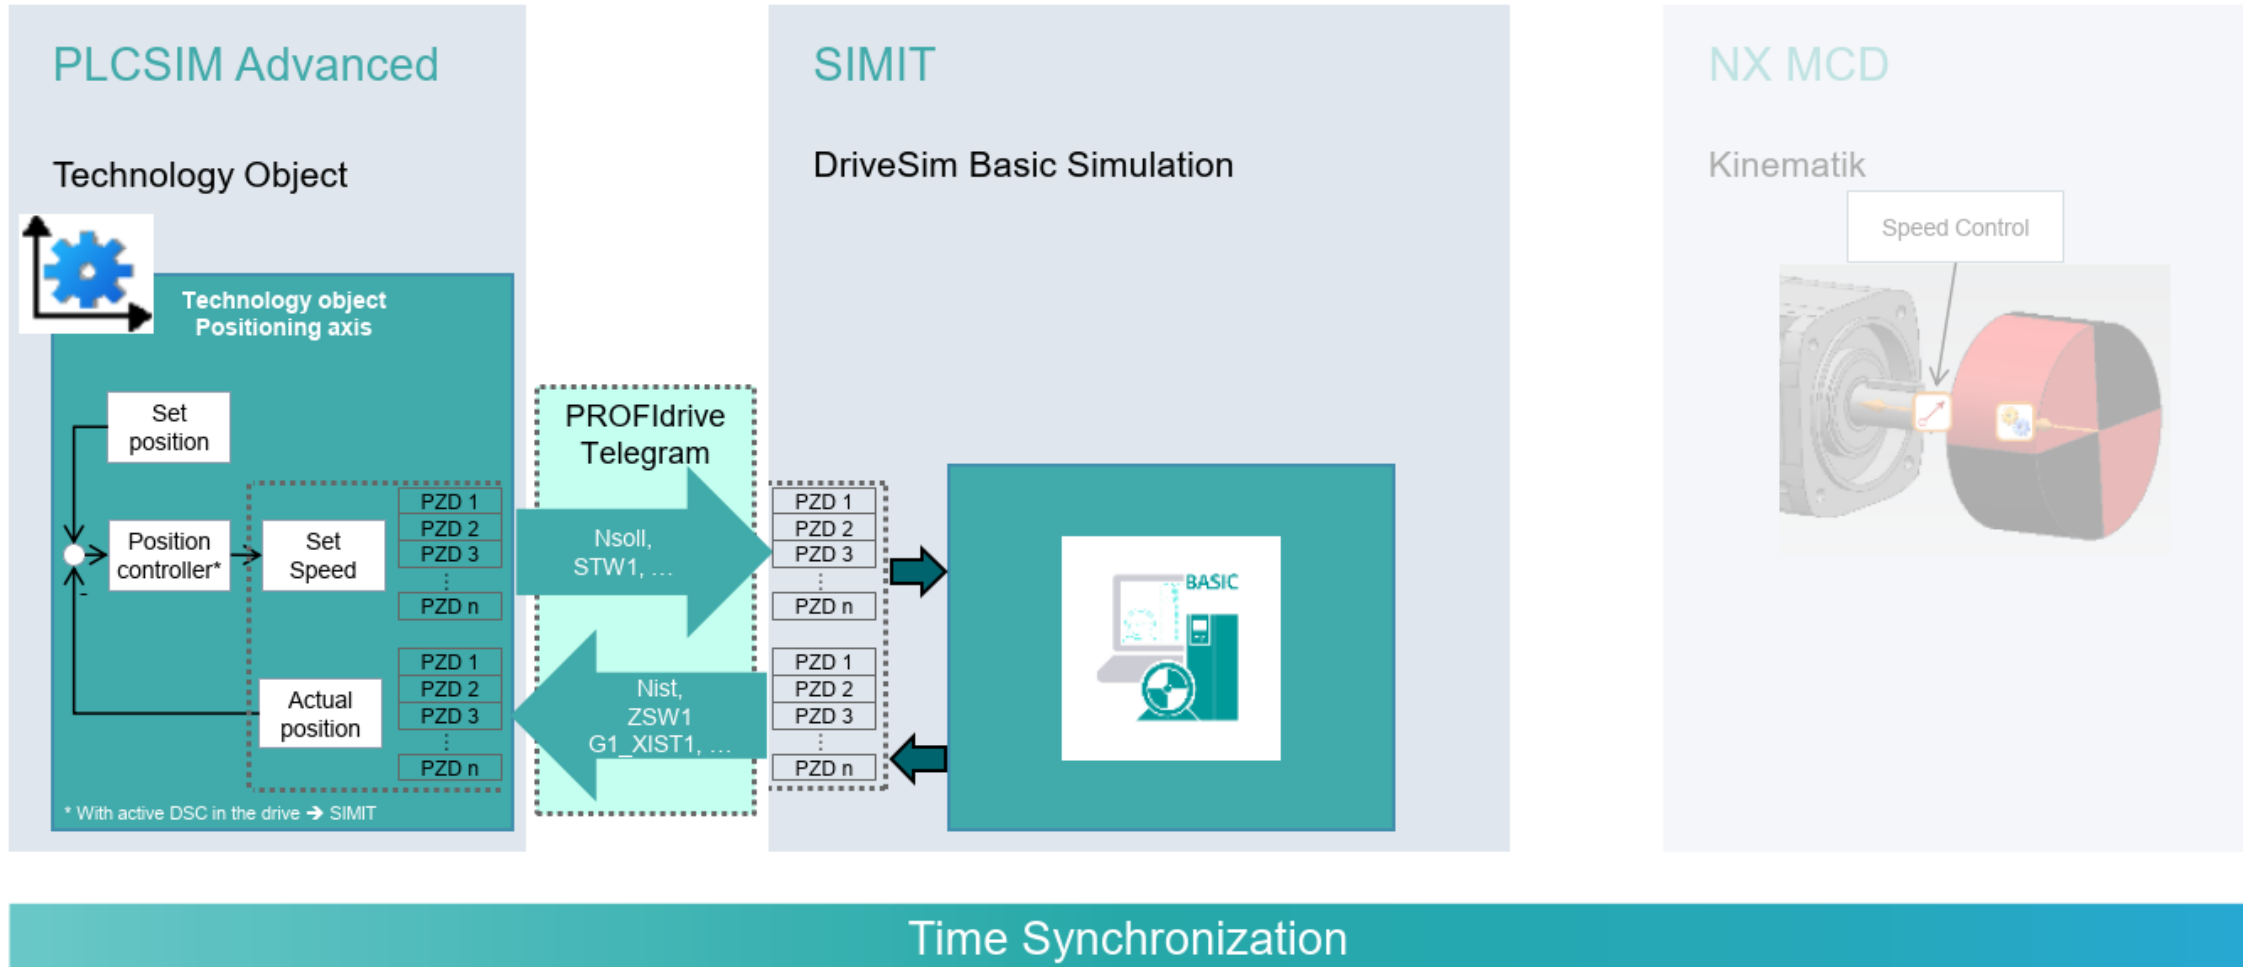 PLCSIM Advanced
Technology Object
Technology object
Positioning axis
Set
position
Position
controller*
Set
Speed
PZD 1
PZD 2
PZD 3
PZD n
-
Actual
position
PZD 1
PZD 2
PZD 3
PZD n
* With active DSC in the drive ➔ SIMIT
PROFIdrive
Telegram
Nsoll,
STW1, …
Nist,
ZSW1
G1_XIST1, …
SIMIT
DriveSim Basic Simulation
PZD 1
PZD 2
PZD 3
PZD n
PZD 1
PZD 2
PZD 3
PZD n
BASIC
NX MCD
Kinematik
Speed Control
Time Synchronization